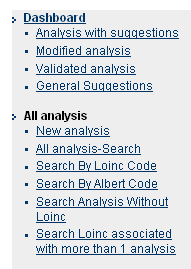 Dashboard
Analysis with suggestions
Modified analysis
Validated analysis
General Suggestions
All analysis
New analysis
All analysis-Search
Search By Loinc Code
Search By Albert Code
Search Analysis Without
Loinc
Search Loinc associated
with more than 1 analysis